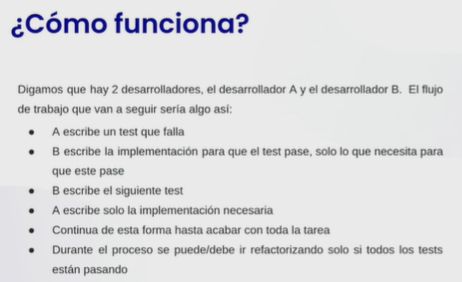 ¿Cómo funciona?
Digamos que hay 2 desarrolladores, el desarrollador A y el desarrollador B. El flujo
de trabajo que van a seguir sería algo así:
● A escribe un test que falla
● B escribe la implementación para que el test pase, solo lo que necesita para
que este pase
● B escribe el siguiente test
● A escribe solo la implementación necesaria
● Continua de esta forma hasta acabar con toda la tarea
● Durante el proceso se puede/debe ir refactorizando solo si todos los tests
están pasando